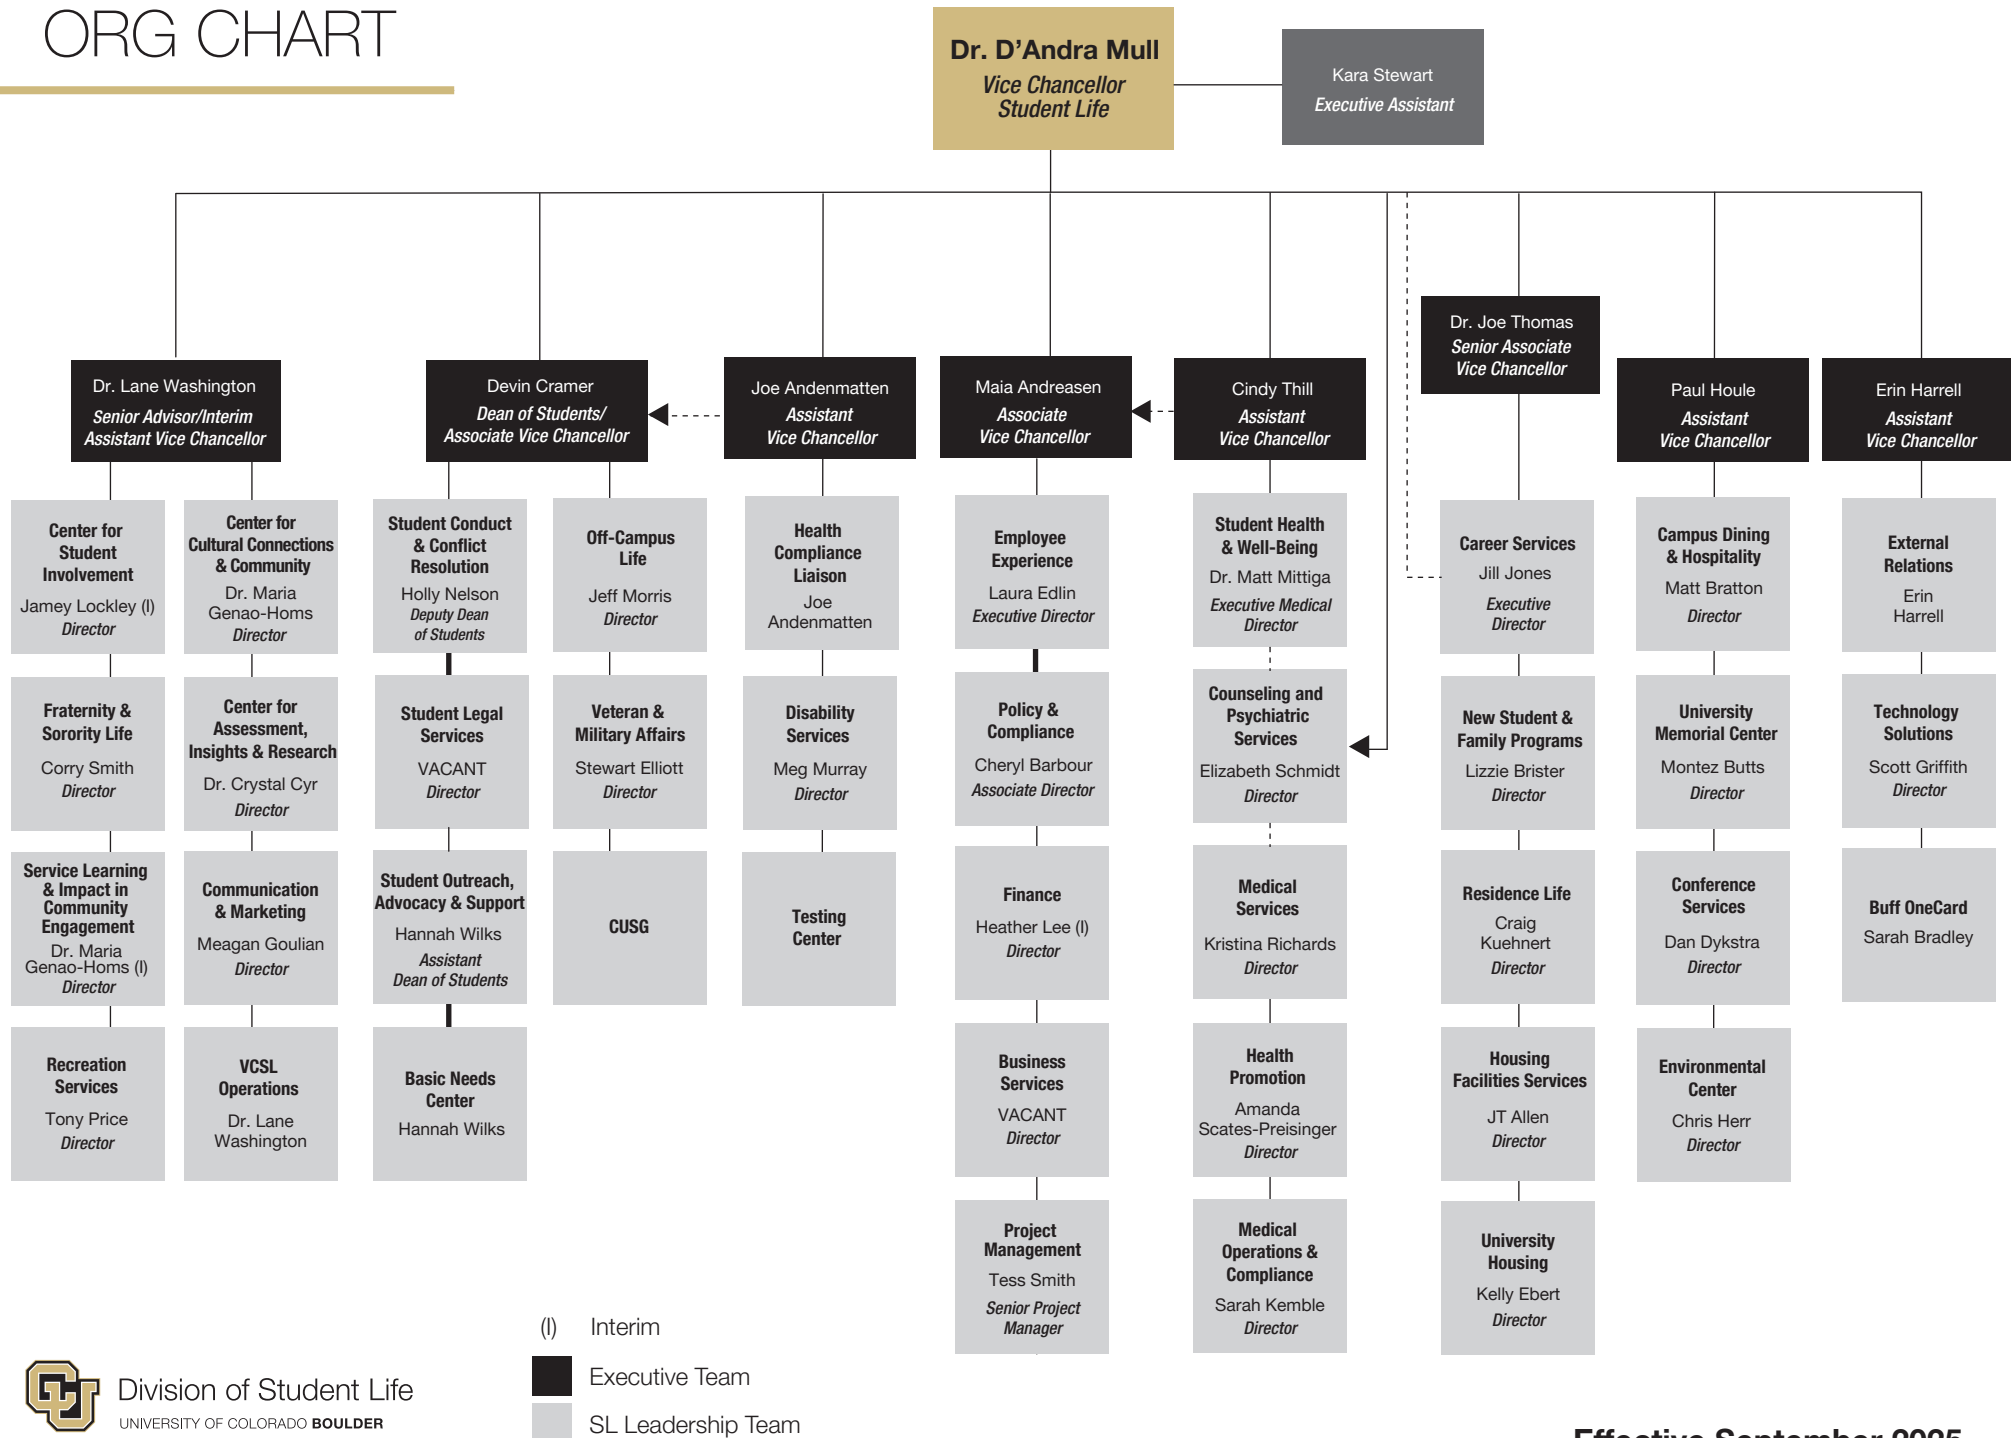 ORG CHART
Dr. D’Andra Mull
Vice Chancellor
Student Life
Kara Stewart
Executive Assistant
Dr. Lane Washington
Senior Advisor/Interim
Assistant Vice Chancellor
Devin Cramer
Dean of Students/
Associate Vice Chancellor
Joe Andenmatten
Assistant
Vice Chancellor
Maia Andreasen
Associate
Vice Chancellor
Cindy Thill
Assistant
Vice Chancellor
Dr. Joe Thomas
Senior Associate
Vice Chancellor
Paul Houle
Assistant
Vice Chancellor
Erin Harrell
Assistant
Vice Chancellor
Center for
Student
Involvement
Jamey Lockley (I)
Director
Fraternity &
Sorority Life
Corry Smith
Director
Service Learning
& Impact in
Community
Engagement
Dr. Maria
Genao-Homs (I)
Director
Recreation
Services
Tony Price
Director
Center for
Cultural Connections
& Community
Dr. Maria
Genao-Homs
Director
Center for
Assessment,
Insights & Research
Dr. Crystal Cyr
Director
Communication
& Marketing
Meagan Goulian
Director
VCSL
Operations
Dr. Lane
Washington
Student Conduct
& Conflict
Resolution
Holly Nelson
Deputy Dean
of Students
Student Legal
Services
VACANT
Director
Student Outreach,
Advocacy & Support
Hannah Wilks
Assistant
Dean of Students
Basic Needs
Center
Hannah Wilks
Off-Campus
Life
Jeff Morris
Director
Veteran &
Military Affairs
Stewart Elliott
Director
CUSG
Health
Compliance
Liaison
Joe
Andenmatten
Disability
Services
Meg Murray
Director
Testing
Center
Employee
Experience
Laura Edlin
Executive Director
Policy &
Compliance
Cheryl Barbour
Associate Director
Finance
Heather Lee (I)
Director
Business
Services
VACANT
Director
Project
Management
Tess Smith
Senior Project
Manager
Student Health
& Well-Being
Dr. Matt Mittiga
Executive Medical
Director
Counseling and
Psychiatric
Services
Elizabeth Schmidt
Director
Medical
Services
Kristina Richards
Director
Health
Promotion
Amanda
Scates-Preisinger
Director
Medical
Operations &
Compliance
Sarah Kemble
Director
Career Services
Jill Jones
Executive
Director
New Student &
Family Programs
Lizzie Brister
Director
Residence Life
Craig
Kuehnert
Director
Housing
Facilities Services
JT Allen
Director
University
Housing
Kelly Ebert
Director
Campus Dining
& Hospitality
Matt Bratton
Director
University
Memorial Center
Montez Butts
Director
Conference
Services
Dan Dykstra
Director
Environmental
Center
Chris Herr
Director
External
Relations
Erin
Harrell
Technology
Solutions
Scott Griffith
Director
Buff OneCard
Sarah Bradley
(I) Interim
Executive Team
SL Leadership Team
CU
Division of Student Life
UNIVERSITY OF COLORADO BOULDER
Effective September 2025